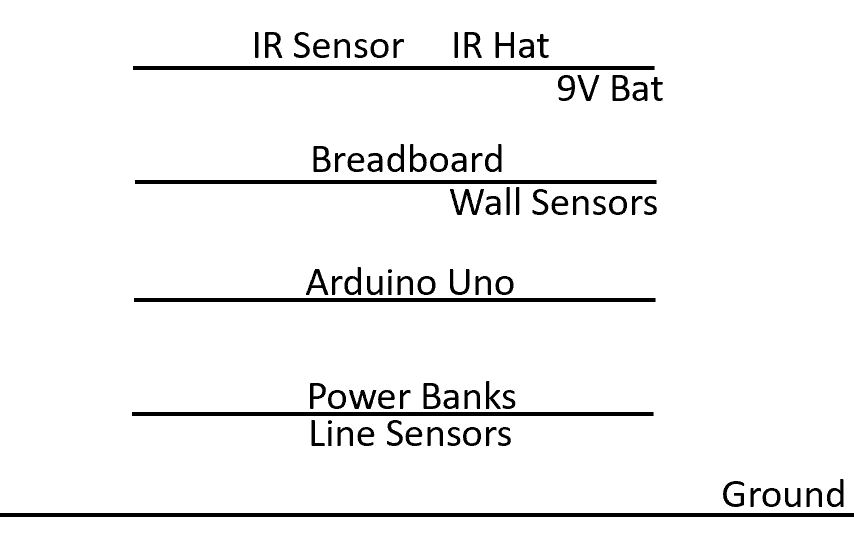 IR Sensor IR Hat
9V Bat
Breadboard
Wall Sensors
Arduino Uno
Power Banks
Line Sensors
Ground